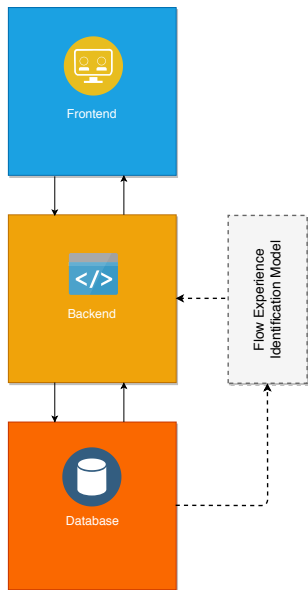 Frontend
</>
Backend
Flow Experience
Identification Model
Database